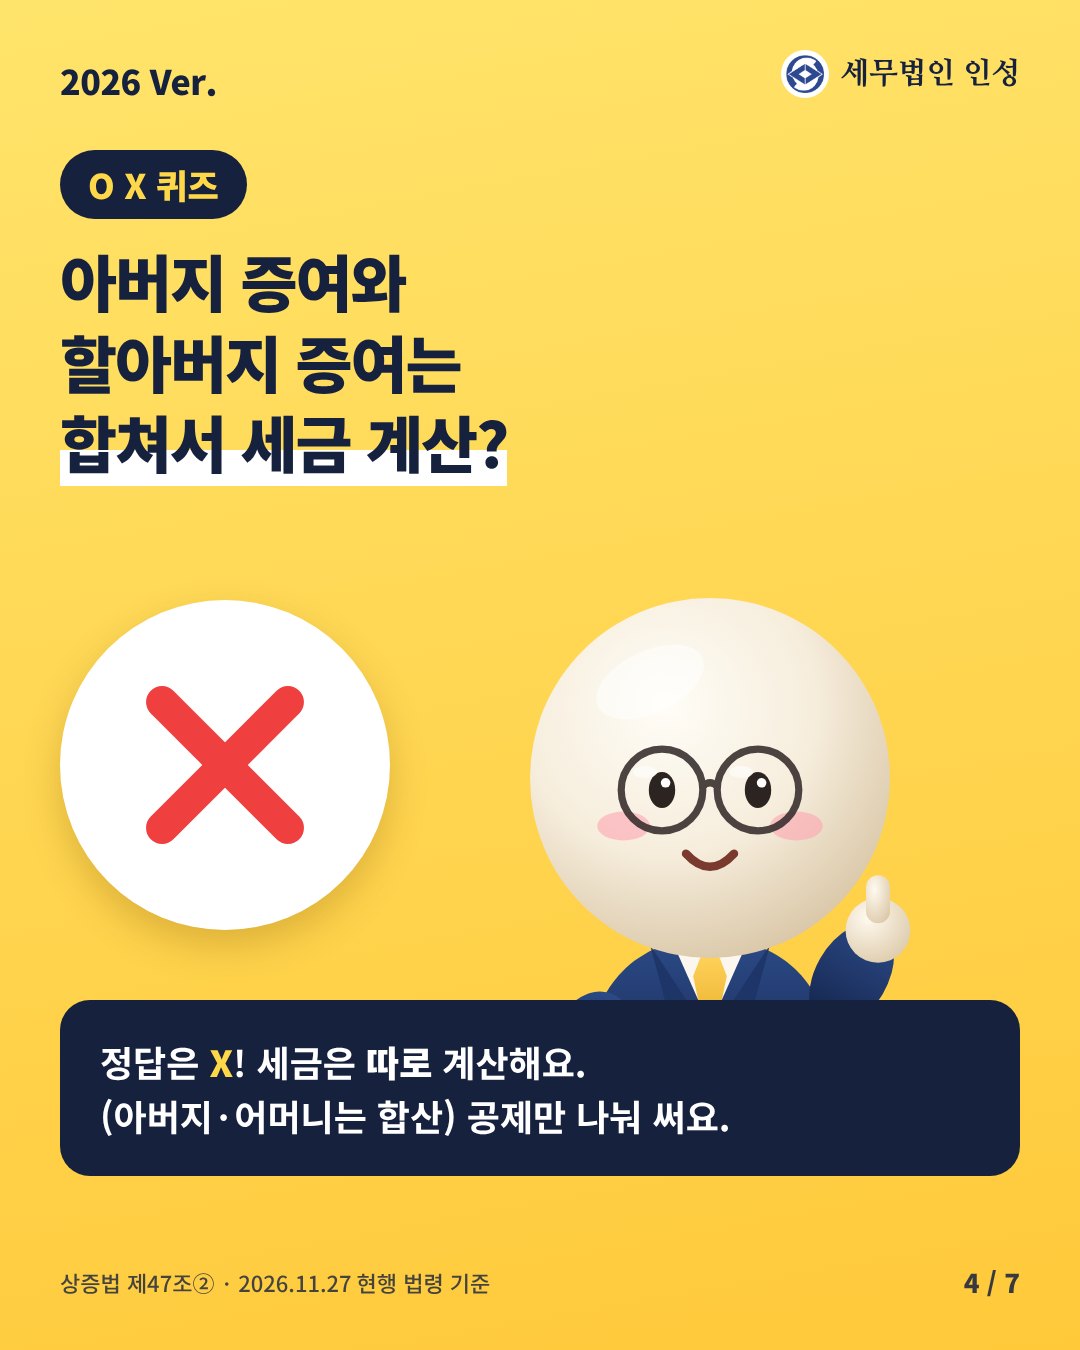 2026 Ver.
세무법인 인성
O X 퀴즈
아버지 증여와
할아버지 증여는
합쳐서 세금 계산?
정답은 X! 세금은 따로 계산해요.
(아버지·어머니는 합산) 공제만 나눠 써요.
상증법 제47조② · 2026.11.27 현행 법령 기준
4 / 7